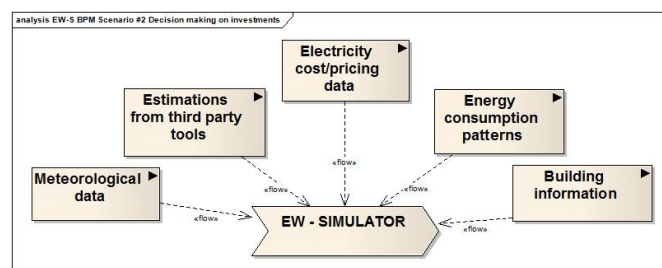 analysis EW-S BPM Scenario #2 Decision making on investments
Electricity
cost/pricing
data
Estimations
from third party
tools
Energy
consumption
patterns
Meteorological
data
Building
information
«flow»
«flow»
«flow»
«flow»
«flow»
EW - SIMULATOR